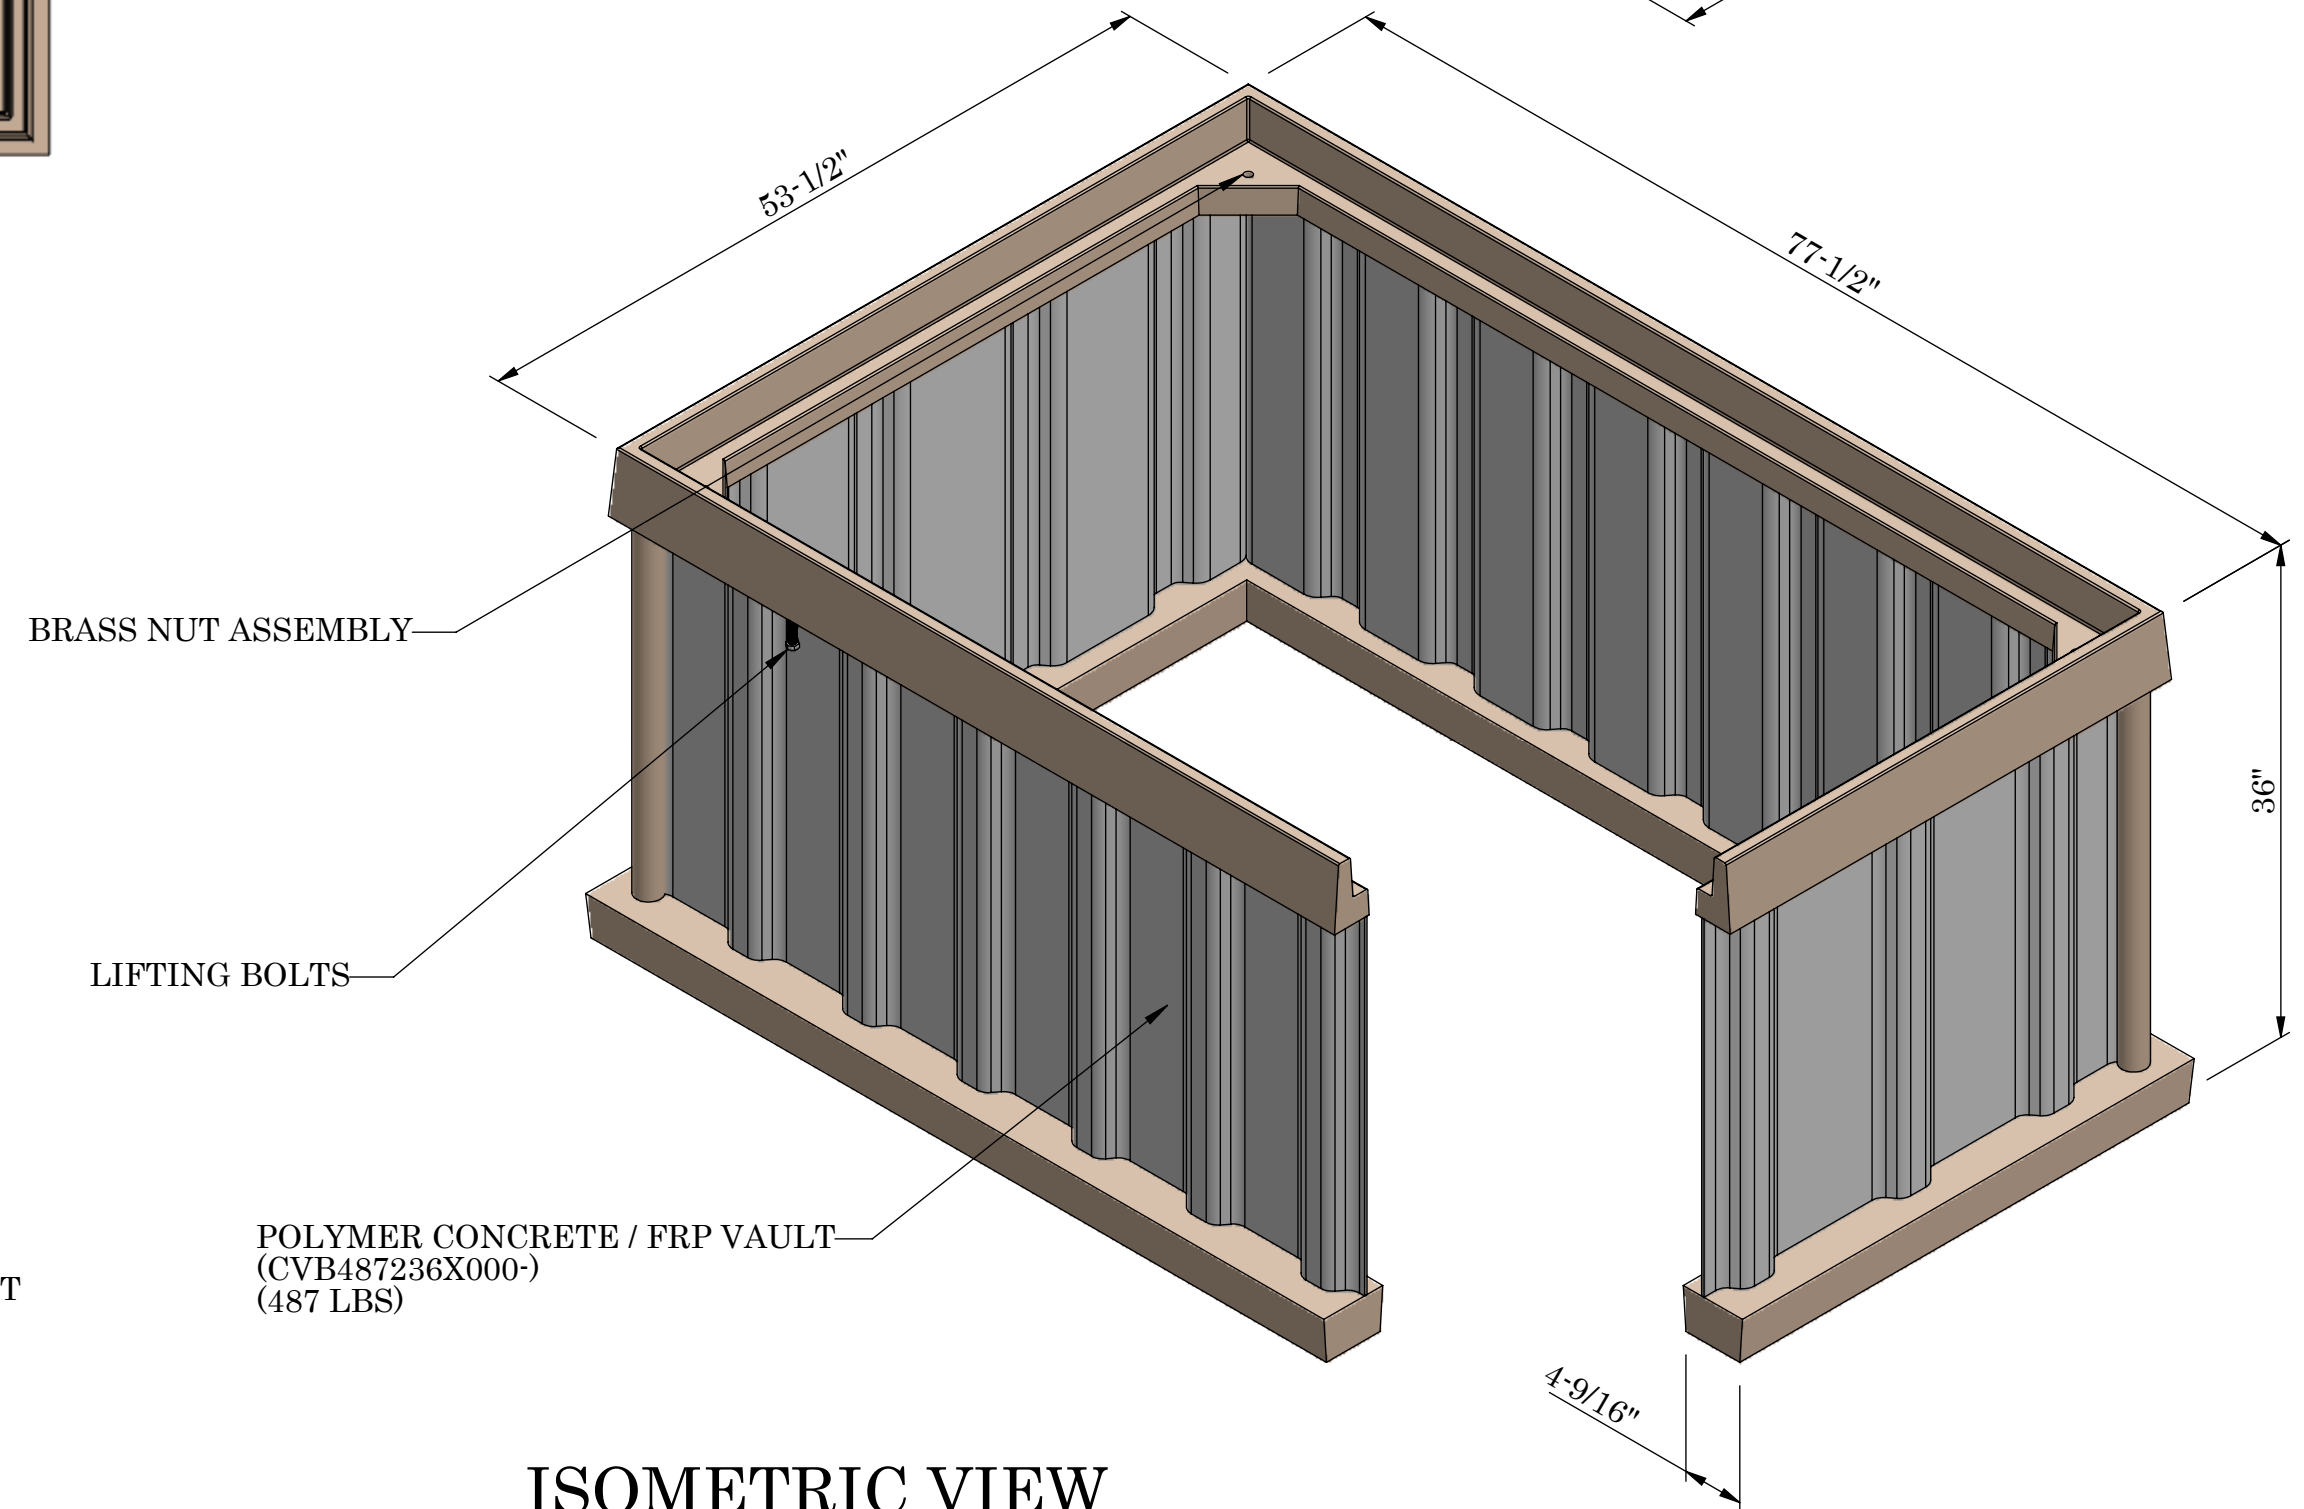 53-1/2"
77-1/2"
BRASS NUT ASSEMBLY
36"
LIFTING BOLTS
POLYMER CONCRETE / FRP VAULT
(CVB487236X000-)
(487 LBS)
T
4-9/16"
ISOMETRIC VIEW